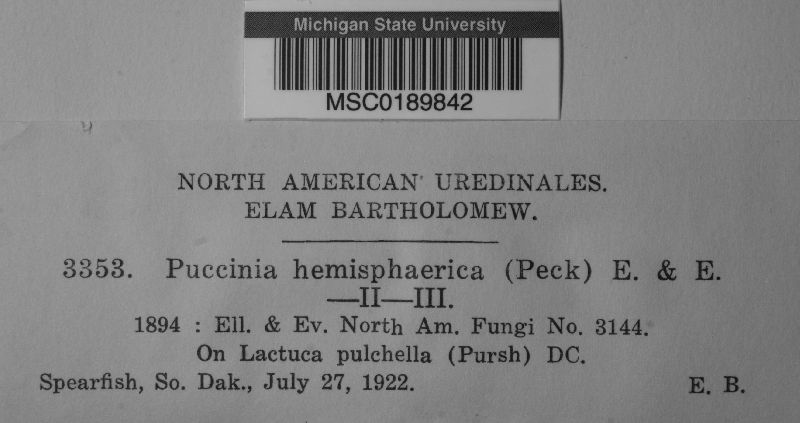 Michigan State University
MSC0189842
NORTH AMERICAN UREDINALES.
ELAM BARTHOLOMEW.
3353. Puccinia hemisphaerica (Peck) E. & E.
—II—III.
1894 : Ell. & Ev. North Am. Fungi No. 3144.
On Lactuca pulchella (Pursh) DC.
Spearfish, So. Dak., July 27, 1922. E. B.